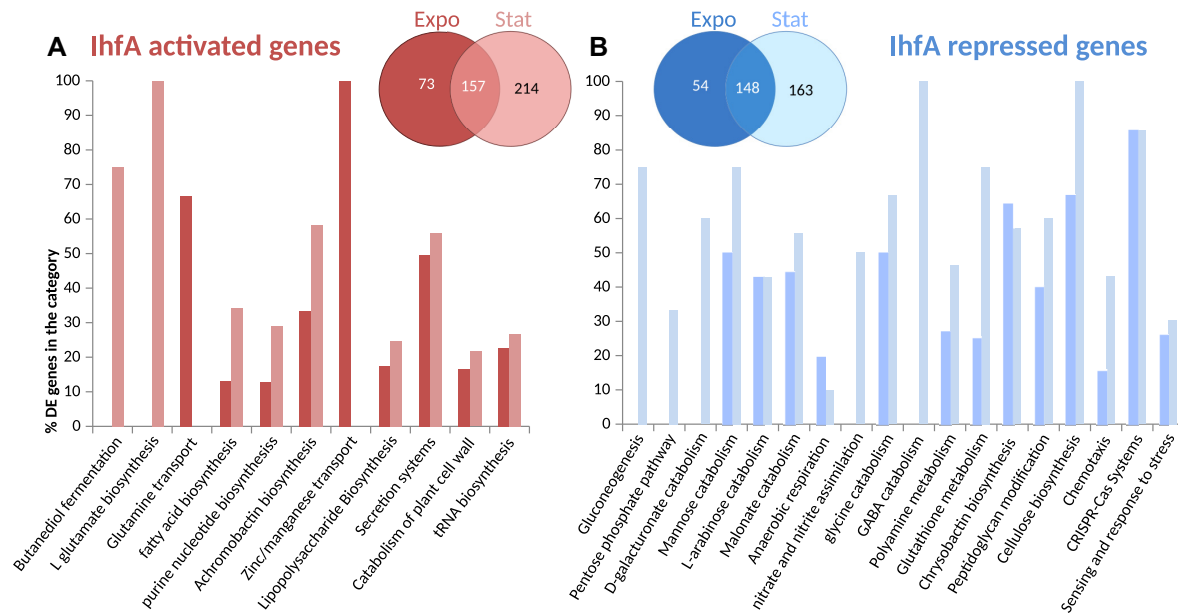 A
IhfA activated genes
Expo
Stat
73
157
214
% DE genes in the category
100
90
80
70
60
50
40
30
20
10
0
Butanediol fermentation
L glutamate biosynthesis
Glutamine transport
fatty acid biosynthesis
purine nucleotide biosynthesiss
Achromobactin biosynthesis
Zinc/manganese transport
Lipopolysaccharide Biosynthesis
Secretion systems
Catabolism of plant cell wall
tRNA biosynthesis
B
Expo
Stat
54
148
163
IhfA repressed genes
100
90
80
70
60
50
40
30
20
10
0
Gluconeogenesis
Pentose phosphate pathway
D-galacturonate catabolism
Mannose catabolism
L-arabinose catabolism
Malonate catabolism
Anaerobic respiration
nitrate and nitrite assimilation
glycine catabolism
GABA catabolism
Polyamine metabolism
Glutathione metabolism
Chrysobactin biosynthesis
Peptidoglycan modification
Cellulose biosynthesis
Chemotaxis
CRISPR-Cas Systems
Sensing and response to stress